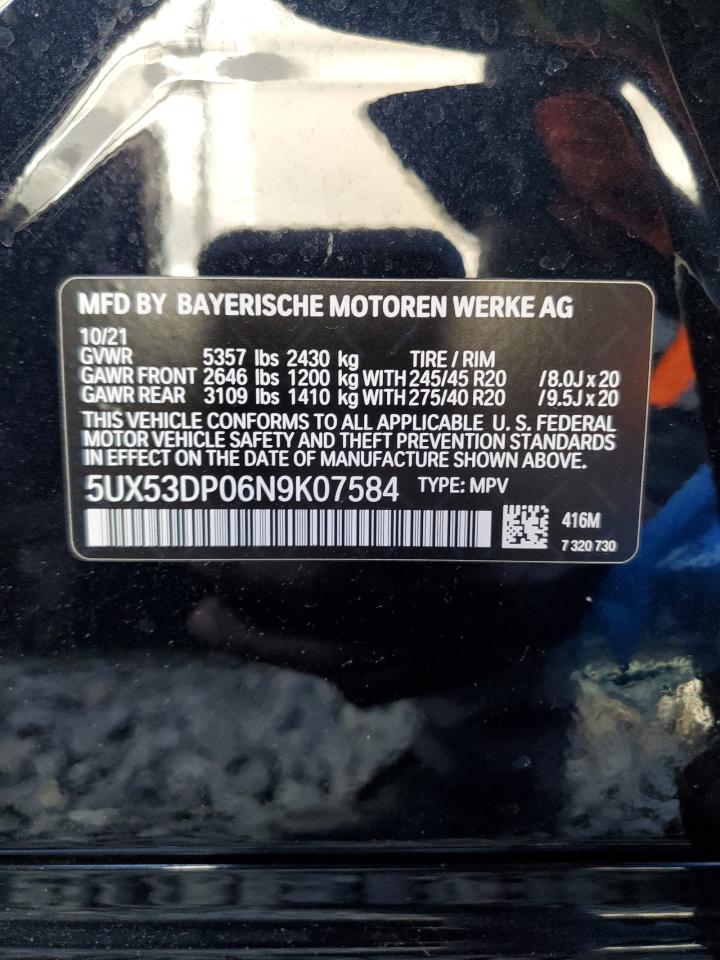 MFD BY BAYERISCHE MOTOREN WERKE AG
10/21
GVWR 5357 lbs 2430 kg TIRE / RIM
GAWR FRONT 2646 lbs 1200 kg WITH 245/45 R20 /8.0J x 20
GAWR REAR 3109 lbs 1410 kg WITH 275/40 R20 /9.5J x 20
THIS VEHICLE CONFORMS TO ALL APPLICABLE U. S. FEDERAL
MOTOR VEHICLE SAFETY AND THEFT PREVENTION STANDARDS
IN EFFECT ON THE DATE OF MANUFACTURE SHOWN ABOVE.
5UX53DP06N9K07584 TYPE: MPV
416M
7 320 730